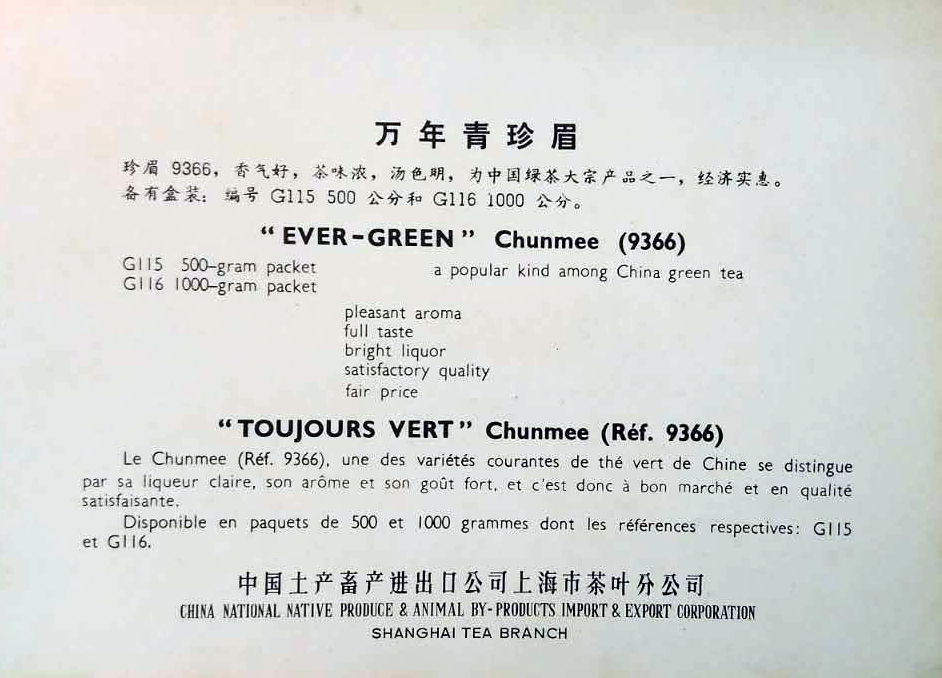 万年青珍眉
珍眉 9366，香气好，茶味浓，汤色明，为中国绿茶大宗产品之一，经济实惠。
备有盒装：编号 G115 500 公分和 G116 1000 公分。
“EVER-GREEN” Chunmee (9366)
G115 500-gram packet
G116 1000-gram packet
a popular kind among China green tea
pleasant aroma
full taste
bright liquor
satisfactory quality
fair price
“TOUJOURS VERT” Chunmee (Réf. 9366)
Le Chunmee (Réf. 9366), une des variétés courantes de thé vert de Chine se distingue
par sa liqueur claire, son arôme et son goût fort, et c'est donc à bon marché et en qualité
satisfaisante.
Disponible en paquets de 500 et 1000 grammes dont les références respectives: G115
et G116.
中国土产畜产进出口公司上海市茶叶分公司
CHINA NATIONAL NATIVE PRODUCE & ANIMAL BY-PRODUCTS IMPORT & EXPORT CORPORATION
SHANGHAI TEA BRANCH